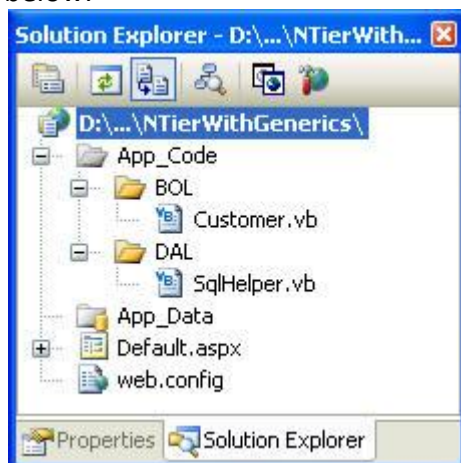 below.
Solution Explorer - D:\...\NTierWith...
D:\...\NTierWithGenerics\
App_Code
BOL
Customer.vb
DAL
SqlHelper.vb
App_Data
Default.aspx
web.config
Properties Solution Explorer